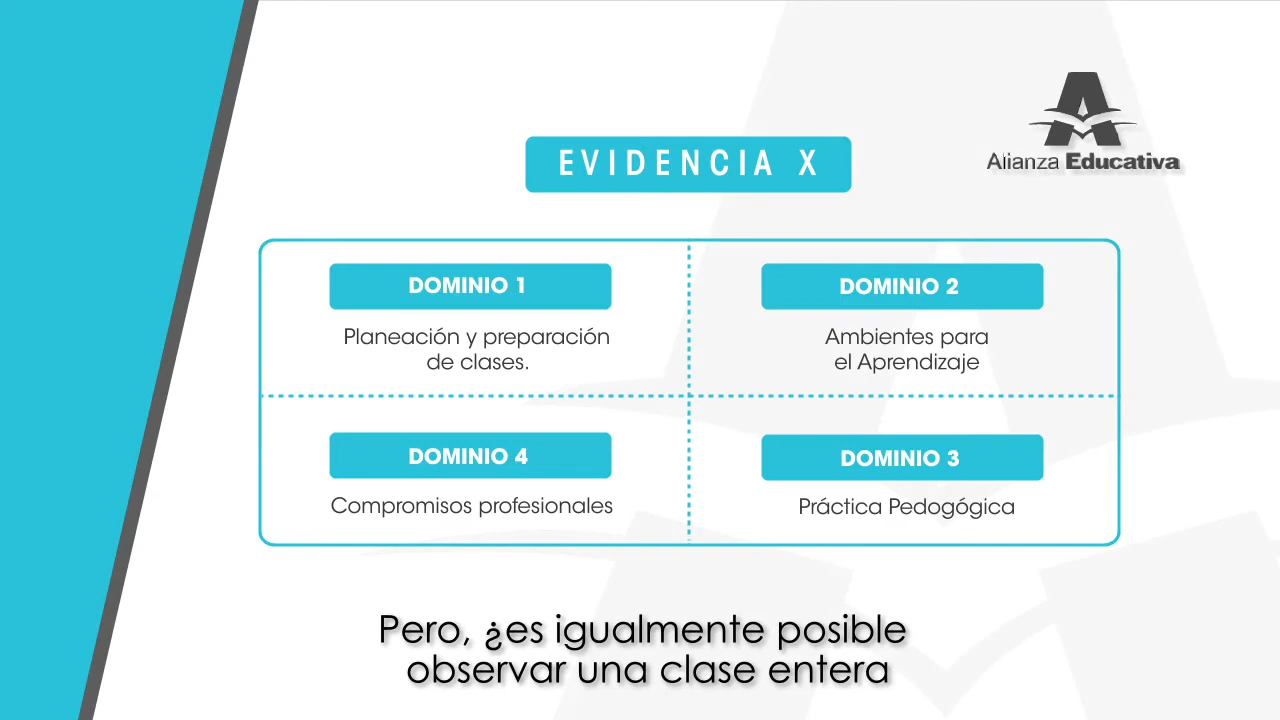 Alianza Educativa
EVIDENCIA X
DOMINIO 1
Planeación y preparación
de clases.
DOMINIO 2
Ambientes para
el Aprendizaje
DOMINIO 4
Compromisos profesionales
DOMINIO 3
Práctica Pedogógica
Pero, ¿es igualmente posible
observar una clase entera